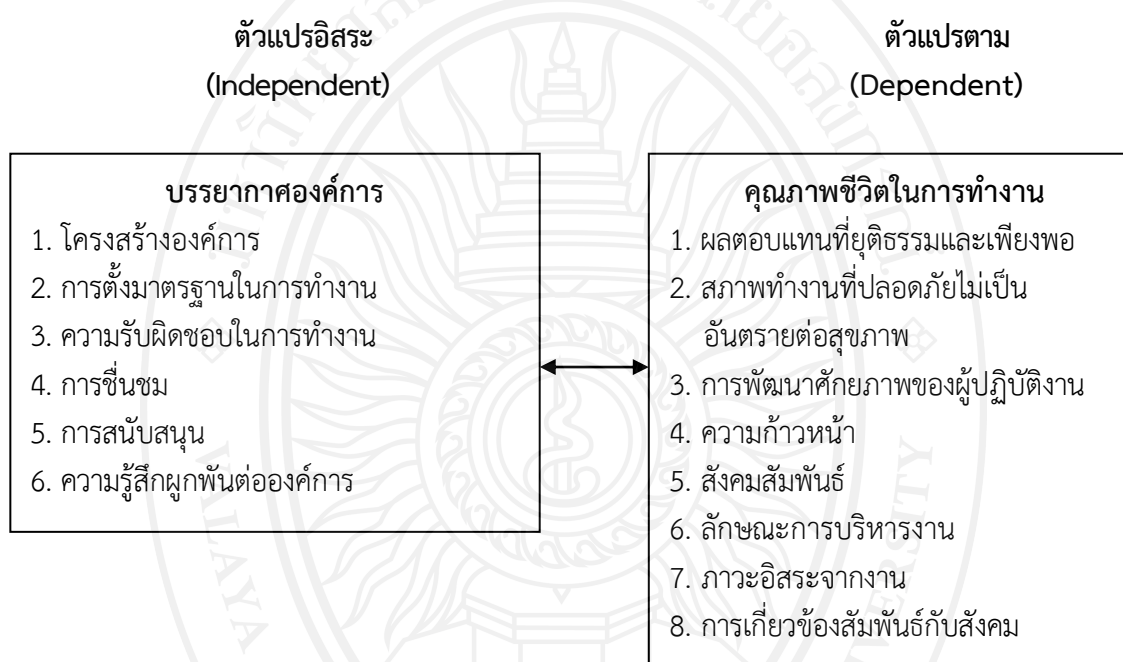 ตัวแปรอิสระ
(Independent)
ตัวแปรตาม
(Dependent)
บรรยากาศองค์การ
1. โครงสร้างองค์การ
2. การตั้งมาตรฐานในการทำงาน
3. ความรับผิดชอบในการทำงาน
4. การชื่นชม
5. การสนับสนุน
6. ความรู้สึกผูกพันต่อองค์การ
คุณภาพชีวิตในการทำงาน
1. ผลตอบแทนที่ยุติธรรมและเพียงพอ
2. สภาพทำงานที่ปลอดภัยไม่เป็น
อันตรายต่อสุขภาพ
3. การพัฒนาศักยภาพของผู้ปฏิบัติงาน
4. ความก้าวหน้า
5. สังคมสัมพันธ์
6. ลักษณะการบริหารงาน
7. ภาวะอิสระจากงาน
8. การเกี่ยวข้องสัมพันธ์กับสังคม
VALAYA